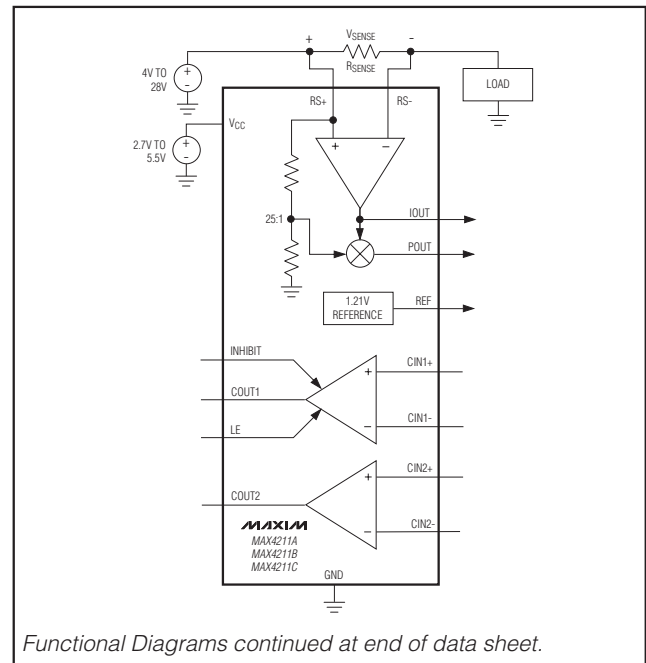 + VSENSE -
RSENSE
4V TO
28V
+
-
LOAD
RS+ RS-
VCC
2.7V TO
5.5V
+
-
+ −
25:1
IOUT
POUT
1.21V
REFERENCE
REF
INHIBIT
COUT1
LE
+
−
CIN1+
CIN1-
COUT2
+
−
CIN2+
CIN2-
MAXIM
MAX4211A
MAX4211B
MAX4211C
GND
Functional Diagrams continued at end of data sheet.